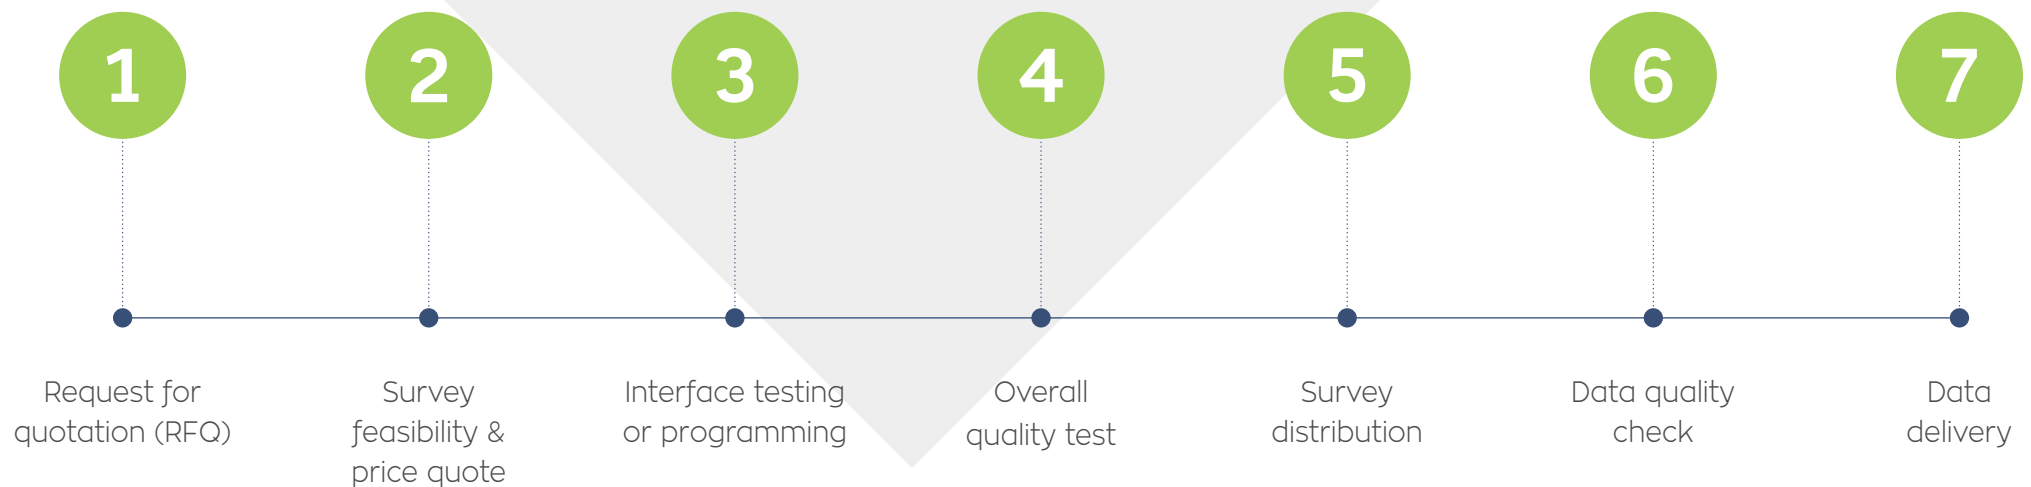 1
2
3
4
5
6
7
Request for
quotation (RFQ)
Survey
feasibility &
price quote
Interface testing
or programming
Overall
quality test
Survey
distribution
Data quality
check
Data
delivery